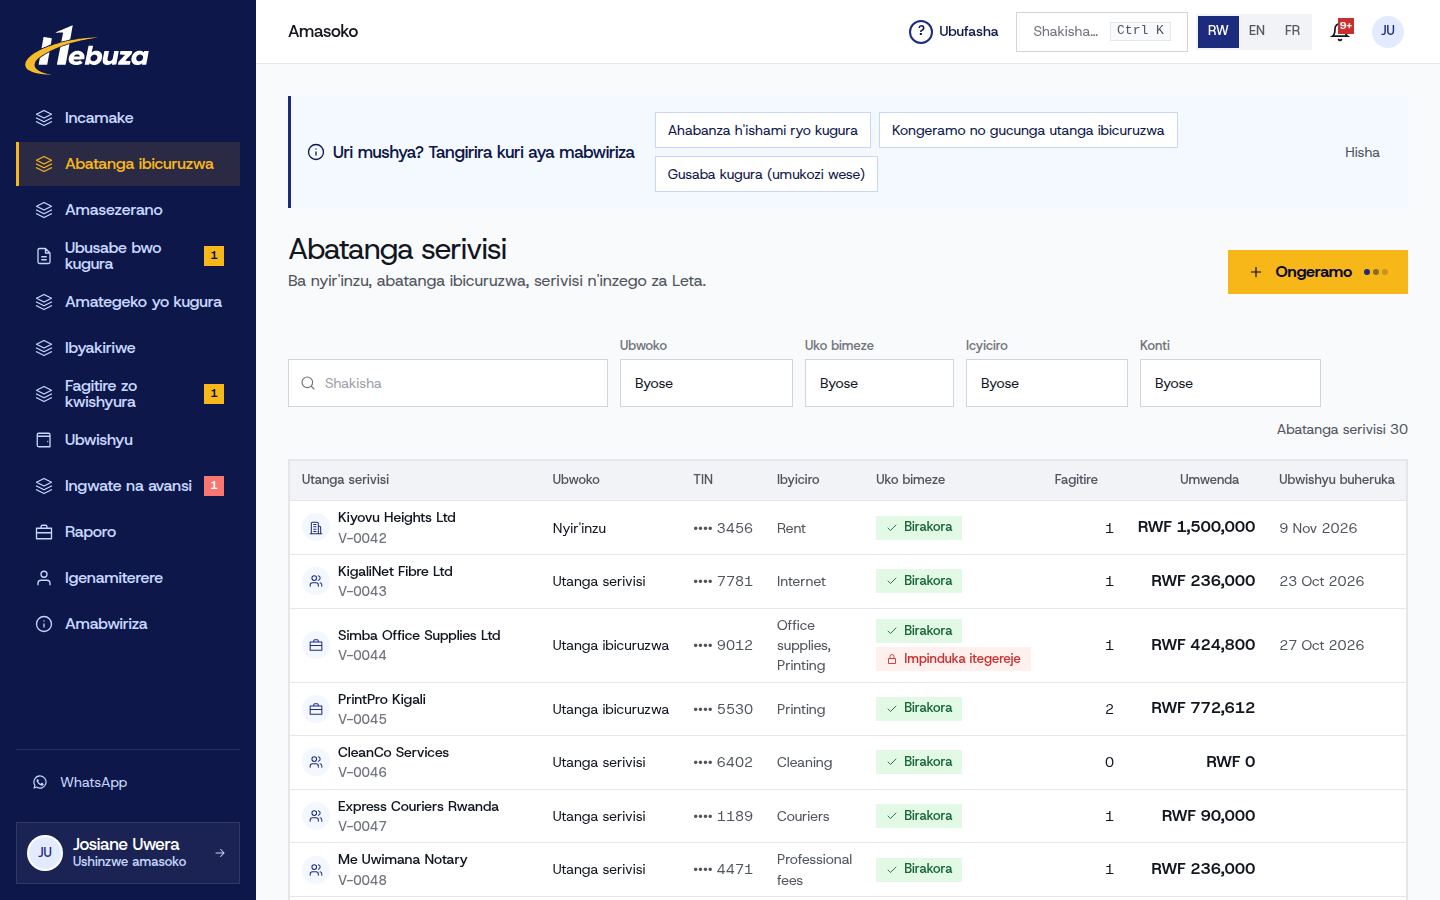 Hebuza
Incamake
Abatanga ibicuruzwa
Amasezerano
Ubusabe bwo
kugura
1
Amategeko yo kugura
Ibyakiriwe
Fagitire zo
kwishyura
1
Ubwishyu
Ingwate na avansi
1
Raporo
Igenamiterere
Amabwiriza
WhatsApp
JU
Josiane Uwera
Ushinzwe amasoko
Amasoko
? Ubufasha
Shakisha... Ctrl K
RW EN FR
9+
JU
Uri mushya? Tangirira kuri aya mabwiriza
Ahabanza h'ishami ryo kugura
Kongeramo no gucunga utanga ibicuruzwa
Gusaba kugura (umukozi wese)
Hisha
Abatanga serivisi
Ba nyir'inzu, abatanga ibicuruzwa, serivisi n'inzego za Leta.
+ Ongeramo
Ubwoko Uko bimeze Icyiciro Konti
Shakisha Byose Byose Byose Byose
Abatanga serivisi 30
Utanga serivisi Ubwoko TIN Ibyiciro Uko bimeze Fagitire Umwenda Ubwishyu buheruka
Kiyovu Heights Ltd
V-0042
Nyir'inzu •••• 3456 Rent Birakora 1 RWF 1,500,000 9 Nov 2026
KigaliNet Fibre Ltd
V-0043
Utanga serivisi •••• 7781 Internet Birakora 1 RWF 236,000 23 Oct 2026
Simba Office Supplies Ltd
V-0044
Utanga ibicuruzwa •••• 9012
Office
supplies,
Printing
Birakora
Impinduka itegereje
1 RWF 424,800 27 Oct 2026
PrintPro Kigali
V-0045
Utanga ibicuruzwa •••• 5530 Printing Birakora 2 RWF 772,612
CleanCo Services
V-0046
Utanga serivisi •••• 6402 Cleaning Birakora 0 RWF 0
Express Couriers Rwanda
V-0047
Utanga serivisi •••• 1189 Couriers Birakora 1 RWF 90,000
Me Uwimana Notary
V-0048
Utanga serivisi •••• 4471
Professional
fees
Birakora 1 RWF 236,000